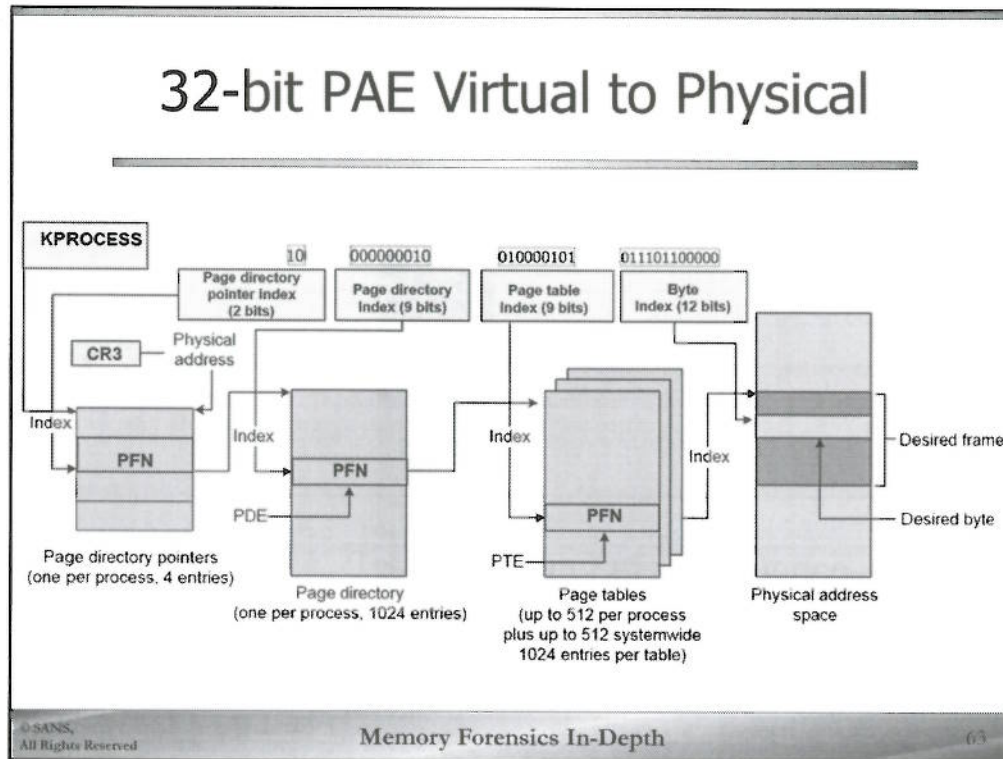 32-bit PAE Virtual to Physical
KPROCESS
10
000000010
010000101
011101100000
Page directory
pointer index
(2 bits)
Page directory
Index (9 bits)
Page table
Index (9 bits)
Byte
Index (12 bits)
CR3
Physical
address
Index
PFN
Index
PFN
PDE
Index
PFN
PTE
Index
Desired frame
Desired byte
Page directory pointers
(one per process, 4 entries)
Page directory
(one per process, 1024 entries)
Page tables
(up to 512 per process
plus up to 512 systemwide
1024 entries per table)
Physical address
space
© SANS,
All Rights Reserved
Memory Forensics In-Depth
63